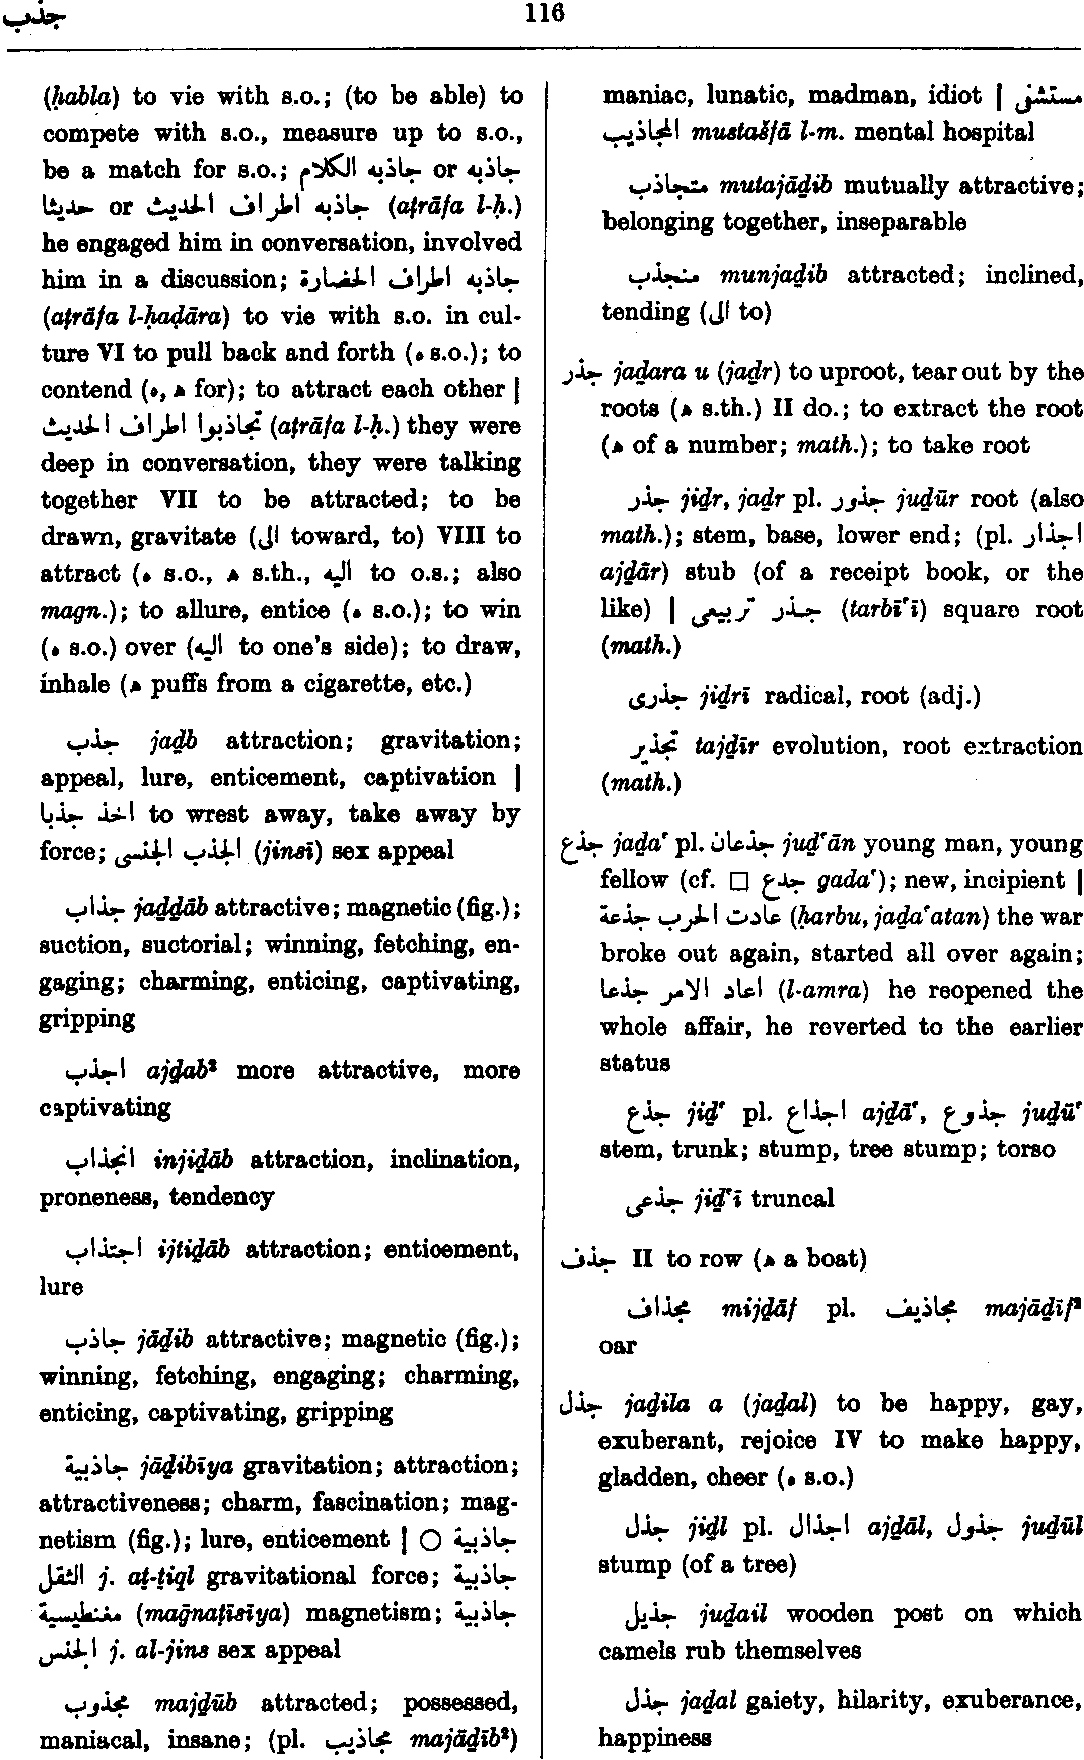 جذب
116
(ḥabla) to vie with s.o.; (to be able) to
compete with s.o., measure up to s.o.,
be a match for s.o.; جاذبه الكلام or جاذبه
حديثا or جاذبه اطراف الحديث (aṭrāfa l-ḥ.)
he engaged him in conversation, involved
him in a discussion; جاذبه اطراف الحضارة
(aṭrāfa l-ḥaḍāra) to vie with s.o. in cul-
ture VI to pull back and forth (ه s.o.); to
contend (ه, ھ for); to attract each other |
تجاذبوا اطراف الحديث (aṭrāfa l-ḥ.) they were
deep in conversation, they were talking
together VII to be attracted; to be
drawn, gravitate (الى toward, to) VIII to
attract (ه s.o., ھ s.th., اليه to o.s.; also
magn.); to allure, entice (ه s.o.); to win
(ه s.o.) over (اليه to one's side); to draw,
inhale (ھ puffs from a cigarette, etc.)
جذب jaḏb attraction; gravitation;
appeal, lure, enticement, captivation |
اخذ جذبا to wrest away, take away by
force; الجذب الجنسى (jinsī) sex appeal
جذاب jaḏḏāb attractive; magnetic (fig.);
suction, suctorial; winning, fetching, en-
gaging; charming, enticing, captivating,
gripping
اجذب ajḏab² more attractive, more
captivating
انجذاب injiḏāb attraction, inclination,
proneness, tendency
اجتذاب ijtiḏāb attraction; enticement,
lure
جاذب jāḏib attractive; magnetic (fig.);
winning, fetching, engaging; charming,
enticing, captivating, gripping
جاذبية jāḏibīya gravitation; attraction;
attractiveness; charm, fascination; mag-
netism (fig.); lure, enticement | ○ جاذبية
الثقل j. aṯ-ṯiql gravitational force; جاذبية
مغنطيسية (maḡnaṭīsīya) magnetism; جاذبية
الجنس j. al-jins sex appeal
مجذوب majḏūb attracted; possessed,
maniacal, insane; (pl. مجاذيب majāḏīb²)
maniac, lunatic, madman, idiot | مستشفى
المجاذيب mustašfā l-m. mental hospital
متجاذب mutajāḏib mutually attractive;
belonging together, inseparable
منجذب munjaḏib attracted; inclined,
tending (الى to)
جذر jaḏara u (jaḏr) to uproot, tear out by the
roots (ھ s.th.) II do.; to extract the root
(ھ of a number; math.); to take root
جذر jiḏr, jaḏr pl. جذور juḏūr root (also
math.); stem, base, lower end; (pl. اجذار
ajḏār) stub (of a receipt book, or the
like) | جذر تربيعى (tarbīʿī) square root
(math.)
جذرى jiḏrī radical, root (adj.)
تجذير tajḏīr evolution, root extraction
(math.)
جذع jaḏaʿ pl. جذعان juḏʿān young man, young
fellow (cf. □ جدع gadaʿ); new, incipient |
عادت الحرب جذعة (ḥarbu, jaḏaʿatan) the war
broke out again, started all over again;
اعاد الامر جذعا (l-amra) he reopened the
whole affair, he reverted to the earlier
status
جذع jiḏʿ pl. اجذاع ajḏāʿ, جذوع juḏūʿ
stem, trunk; stump, tree stump; torso
جذعى jiḏʿī truncal
جذف II to row (ھ a boat)
مجذاف mijḏāf pl. مجاذيف majāḏīf²
oar
جذل jaḏila a (jaḏal) to be happy, gay,
exuberant, rejoice IV to make happy,
gladden, cheer (ه s.o.)
جذل jiḏl pl. اجذال ajḏāl, جذول juḏūl
stump (of a tree)
جذيل juḏail wooden post on which
camels rub themselves
جذل jaḏal gaiety, hilarity, exuberance,
happiness